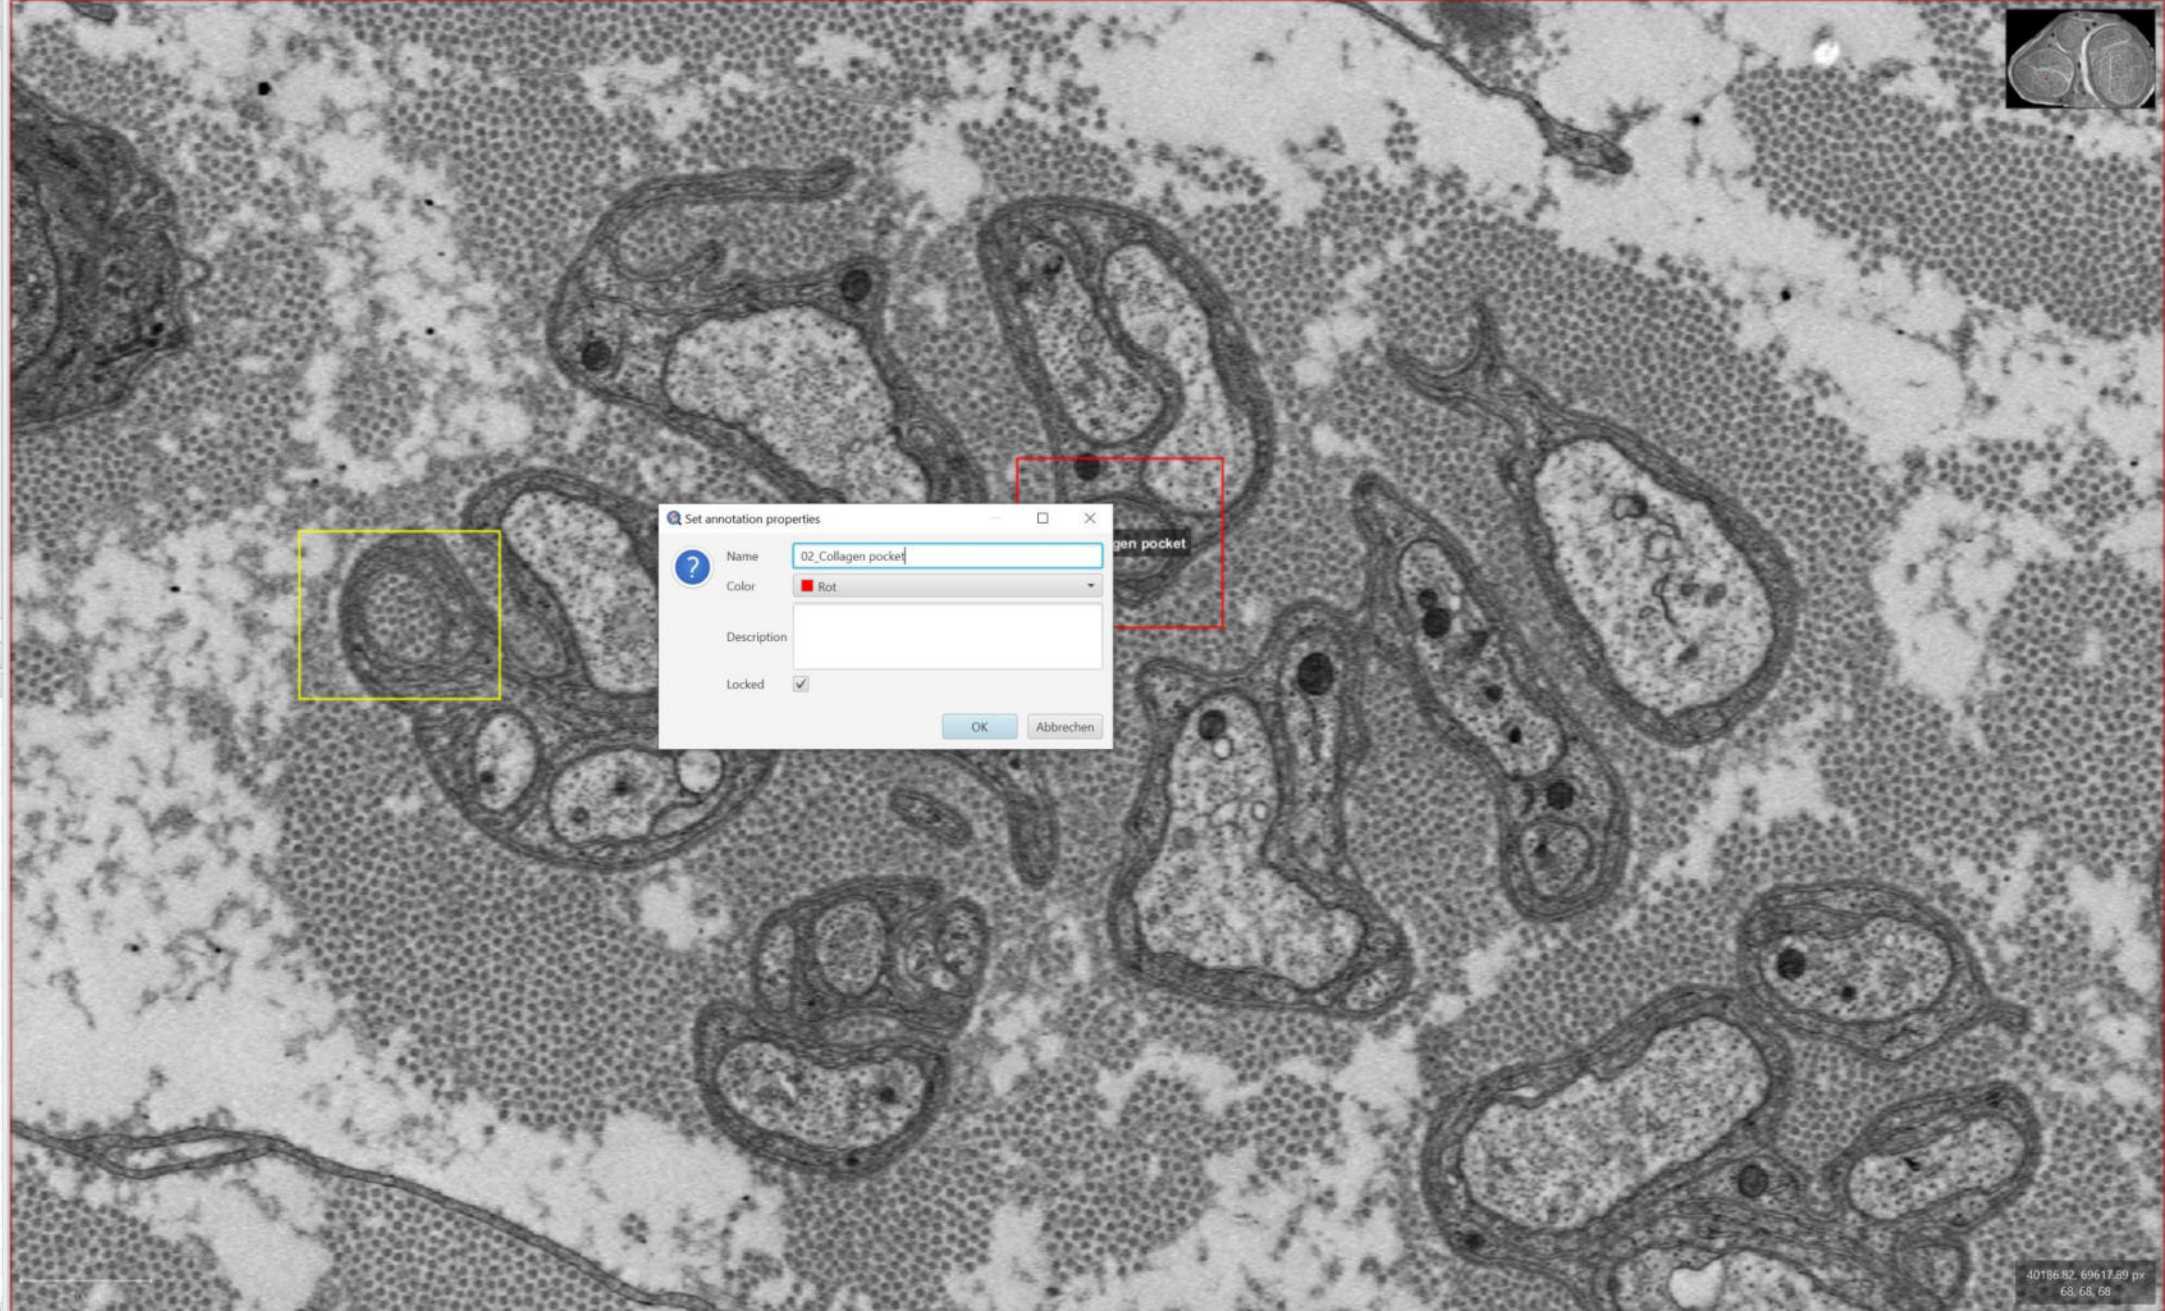 Set annotation properties
Name 02_Collagen pocket
gen pocket
Color Rot
Description
Locked
OK Abbrechen
40186.82, 69617.89 px
68, 68, 68